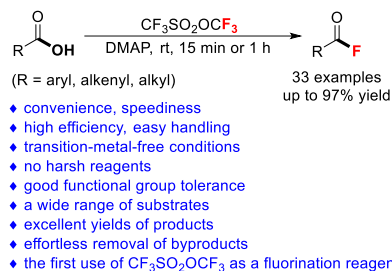 O
R
OH
CF3SO2OCF3
DMAP, rt, 15 min or 1 h
O
R
F
(R = aryl, alkenyl, alkyl)
33 examples
up to 97% yield
♦ convenience, speediness
♦ high efficiency, easy handling
♦ transition-metal-free conditions
♦ no harsh reagents
♦ good functional group tolerance
♦ a wide range of substrates
♦ excellent yields of products
♦ effortless removal of byproducts
♦ the first use of CF3SO2OCF3 as a fluorination reagen